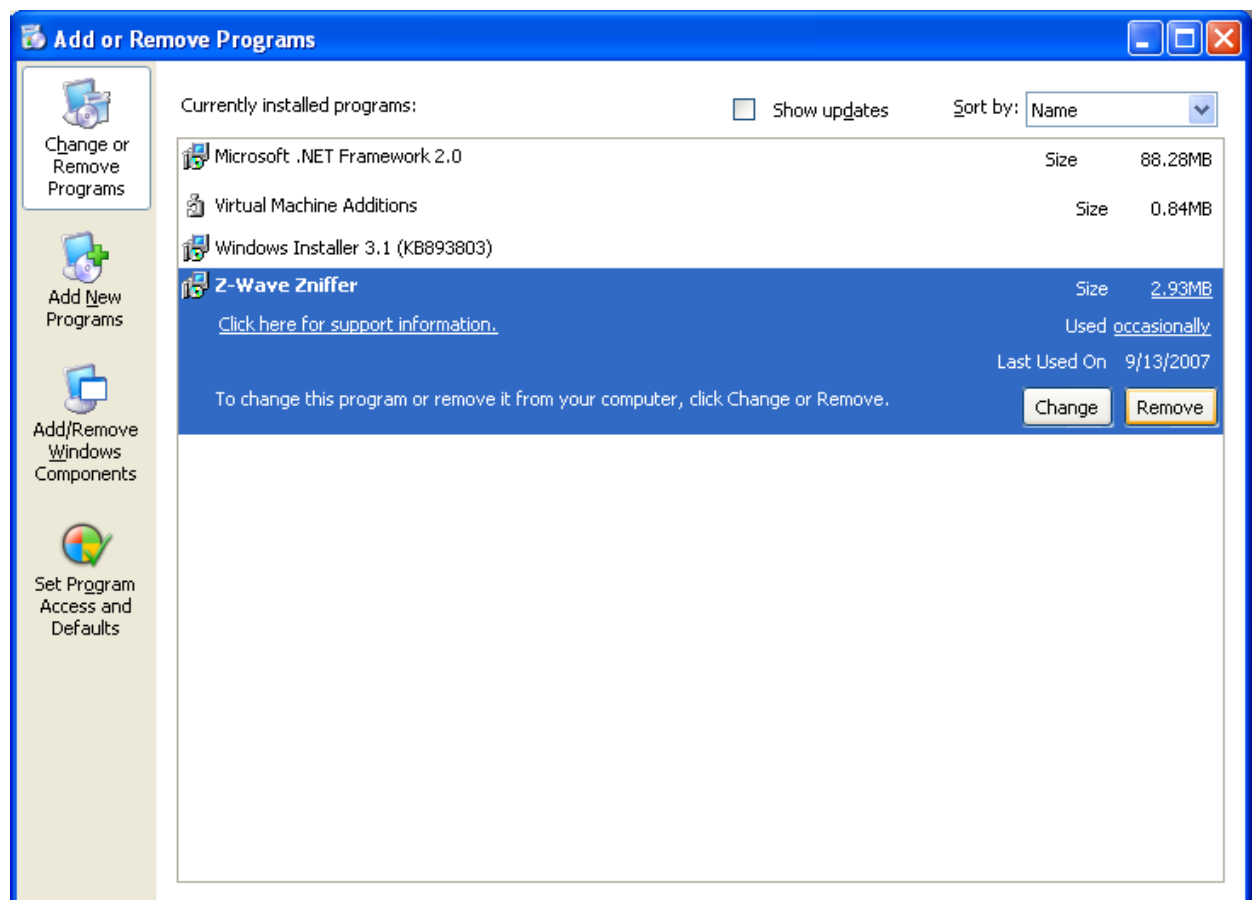 Add or Remove Programs
Change or
Remove
Programs
Add New
Programs
Add/Remove
Windows
Components
Set Program
Access and
Defaults
Currently installed programs:
Show updates
Sort by: Name
Microsoft .NET Framework 2.0 Size 88.28MB
Virtual Machine Additions Size 0.84MB
Windows Installer 3.1 (KB893803)
Z-Wave Zniffer Size 2.93MB
Click here for support information. Used occasionally
Last Used On 9/13/2007
To change this program or remove it from your computer, click Change or Remove. Change Remove